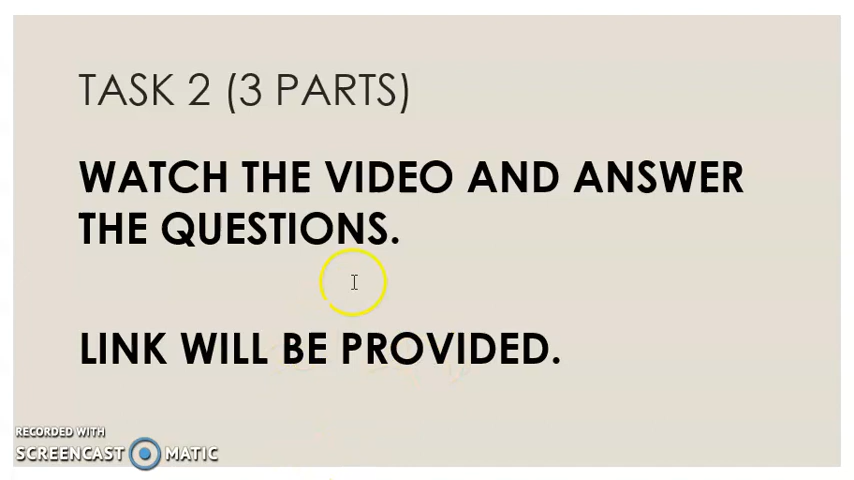 TASK 2 (3 PARTS)
WATCH THE VIDEO AND ANSWER
THE QUESTIONS.
LINK WILL BE PROVIDED.
RECORDED WITH
SCREENCAST MATIC